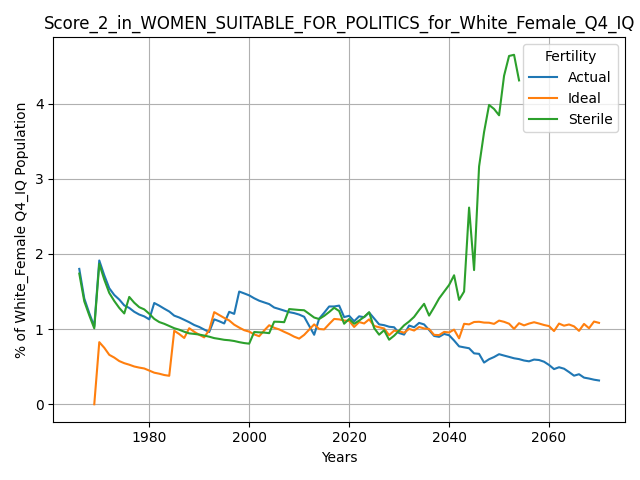 Score_2_in_WOMEN_SUITABLE_FOR_POLITICS_for_White_Female_Q4_IQ
Fertility
Actual
Ideal
Sterile
% of White_Female Q4_IQ Population
4
3
2
1
0
1980 2000 2020 2040 2060
Years